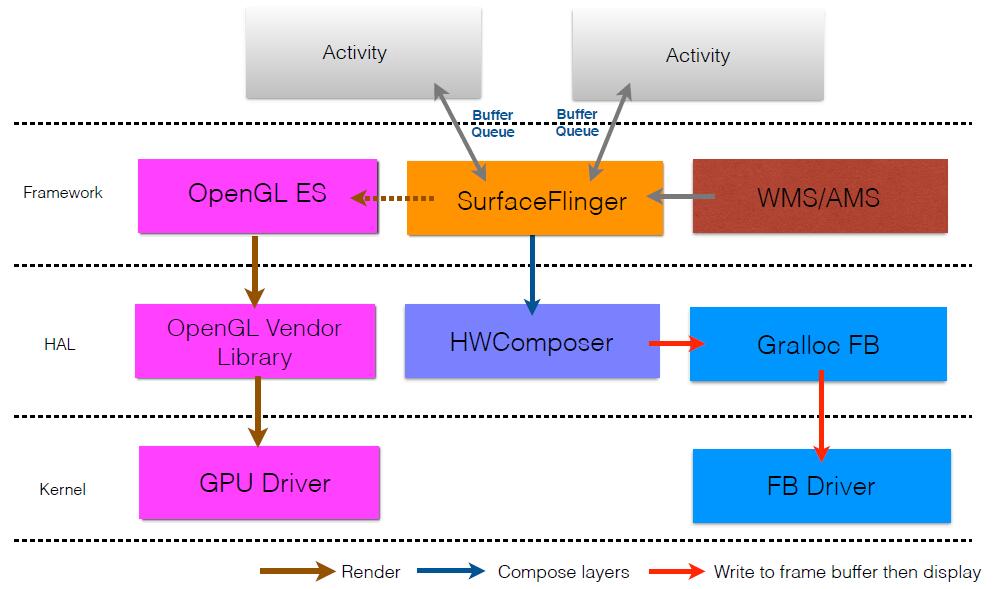 Activity
Activity
Buffer
Queue
Buffer
Queue
Framework
OpenGL ES
SurfaceFlinger
WMS/AMS
HAL
OpenGL Vendor
Library
HWComposer
Gralloc FB
Kernel
GPU Driver
FB Driver
Render
Compose layers
Write to frame buffer then display